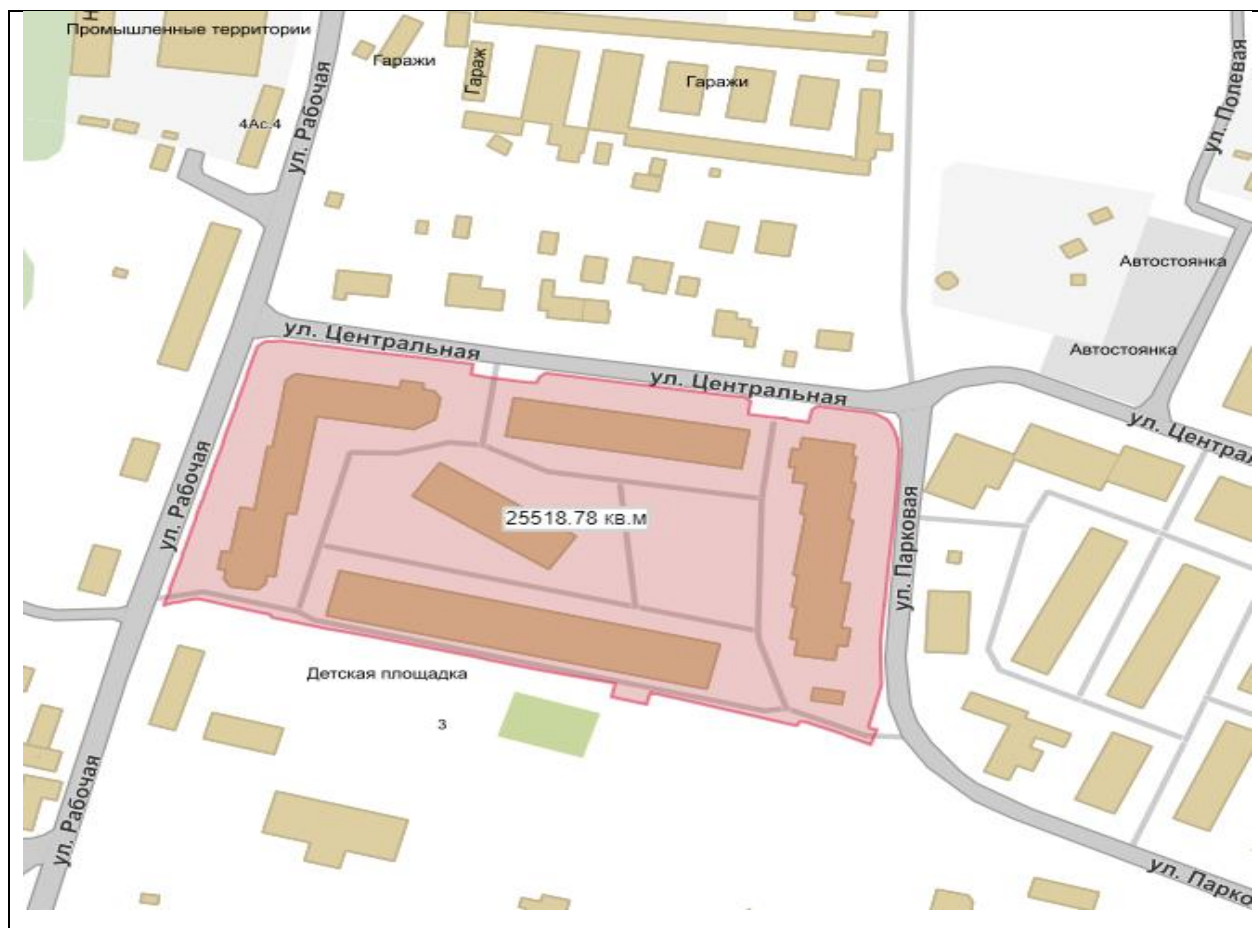 Промышленные территории
Н
ул. Рабочая
Гаражи
Гараж
Гаражи
ул. Полевая
4Ас.4
Автостоянка
Автостоянка
ул. Центральная
ул. Центральная
ул. Централ
ул. Рабочая
25518.78 кв.м
ул. Парковая
Детская площадка
3
ул. Рабочая
ул. Парко